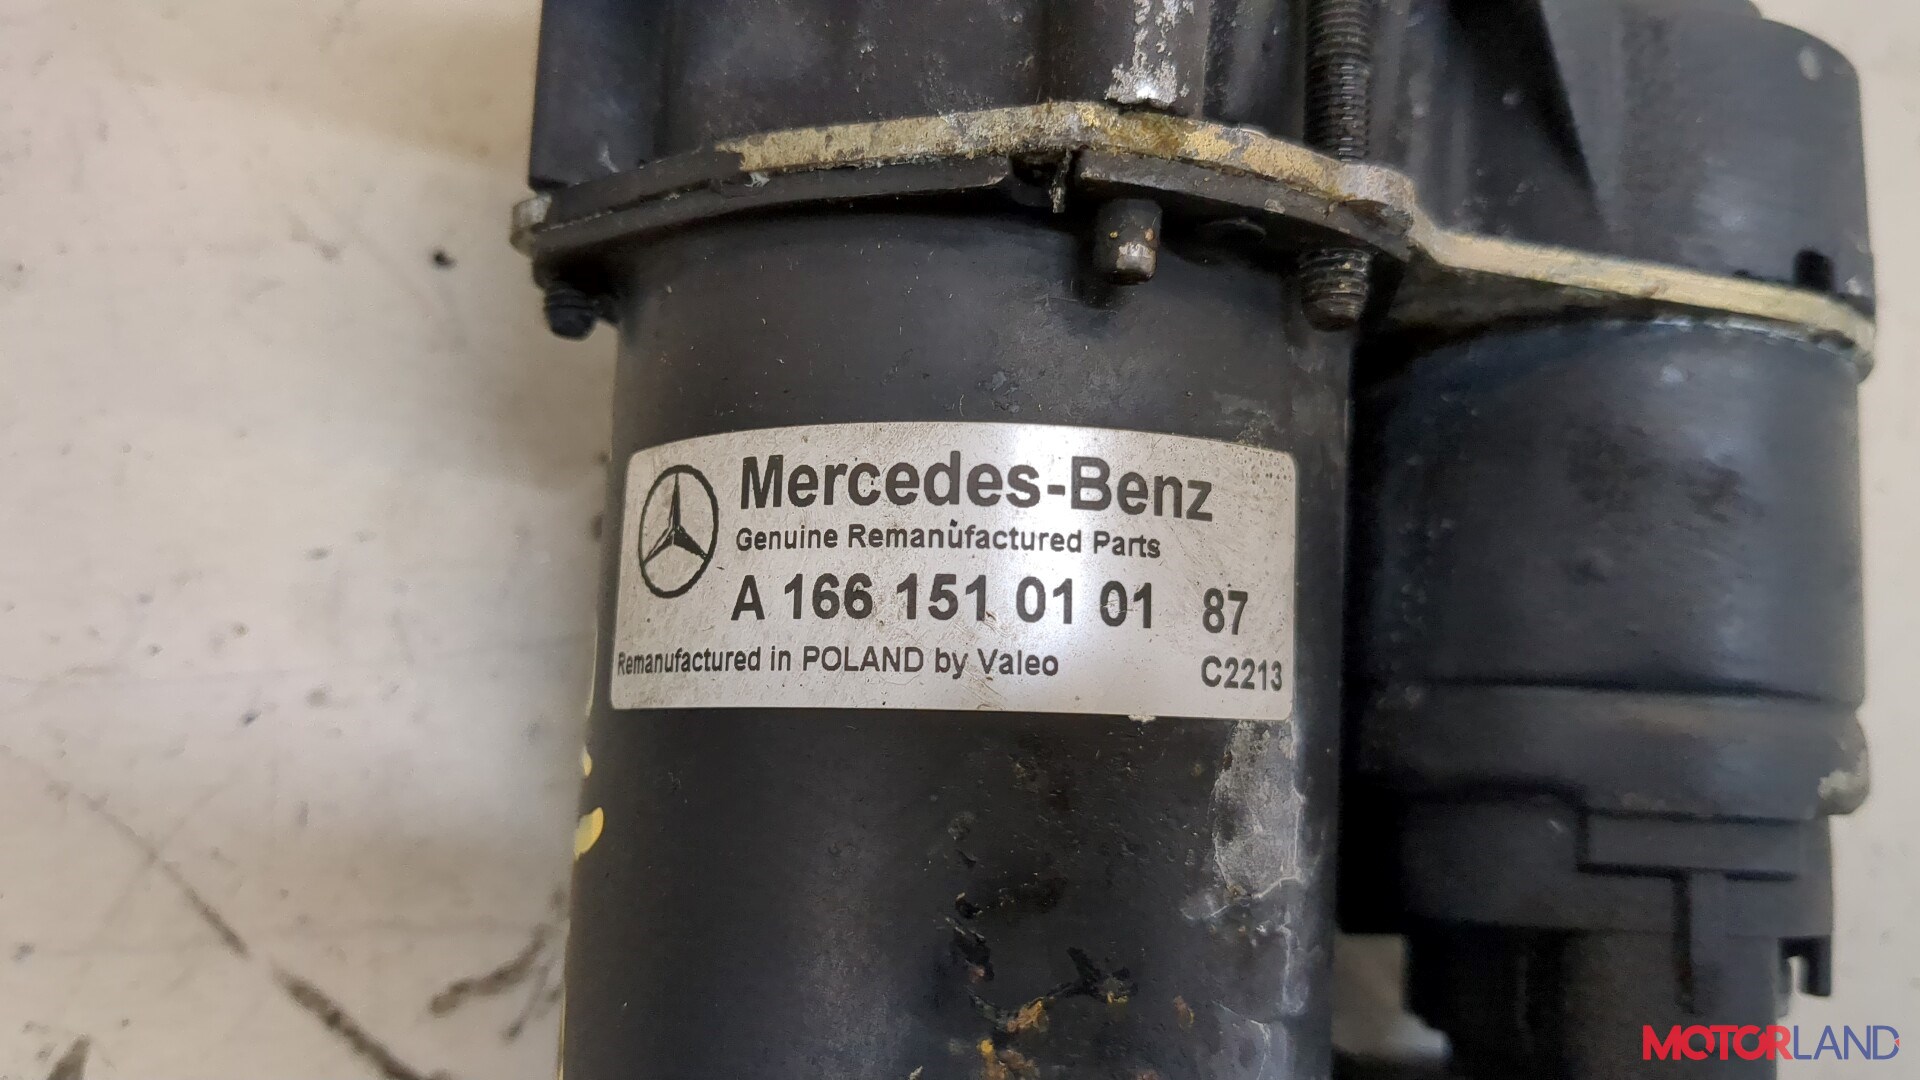 Mercedes-Benz
Genuine Remanufactured Parts
A 166 151 01 01 87
Remanufactured in POLAND by Valeo C2213
MOTORLAND